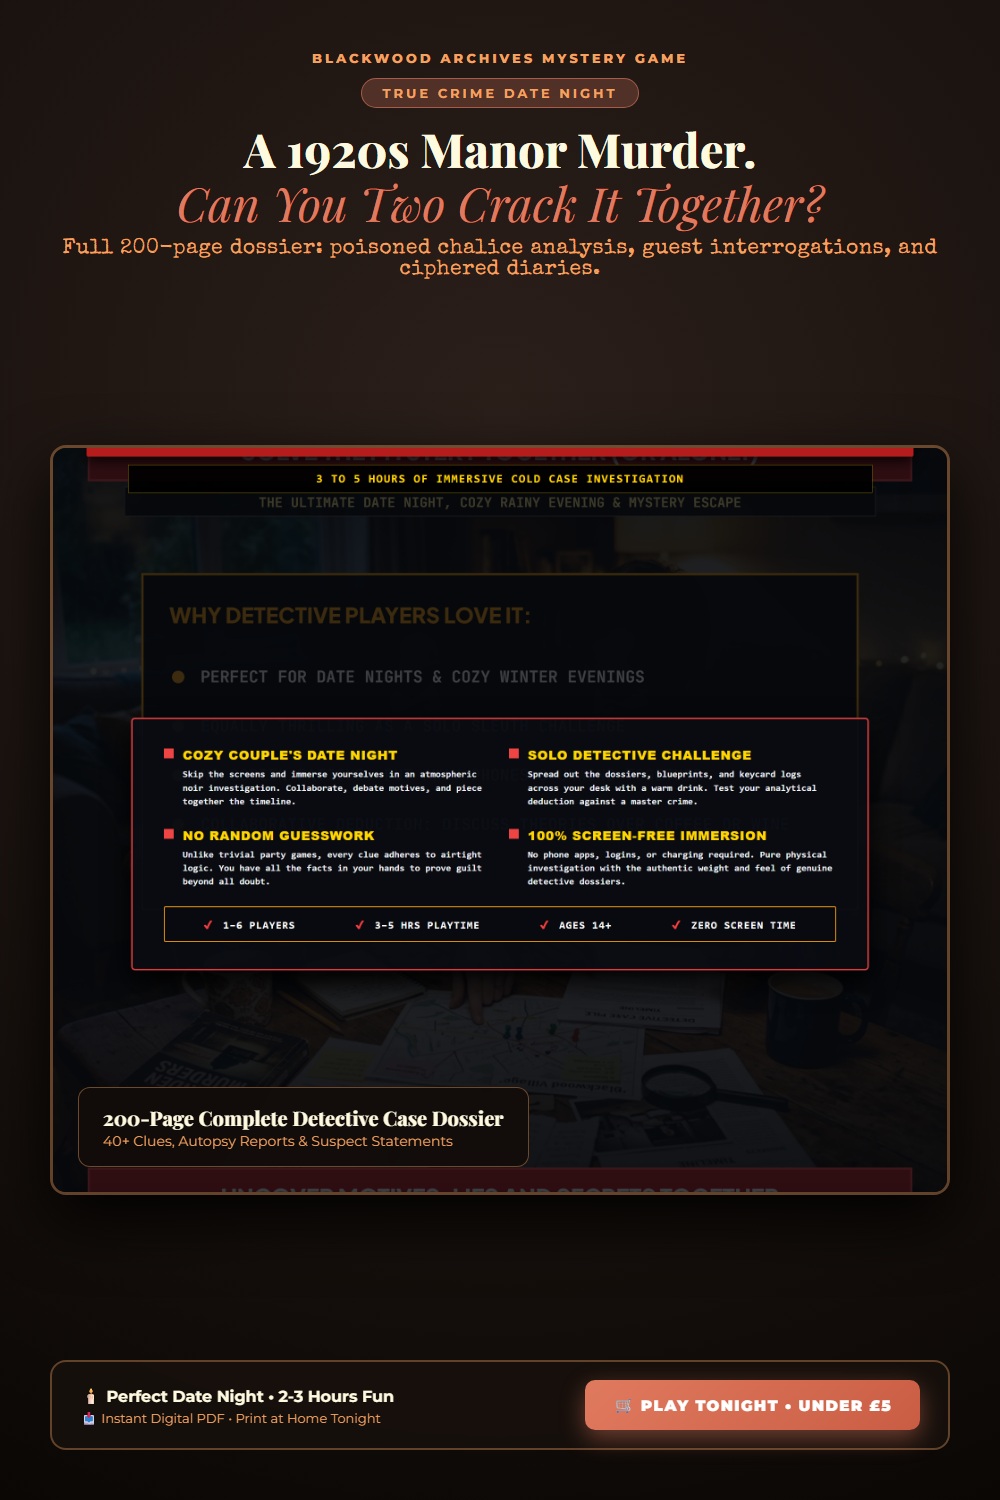 BLACKWOOD ARCHIVES MYSTERY GAME
TRUE CRIME DATE NIGHT
A 1920s Manor Murder.
Can You Two Crack It Together?
Full 200-page dossier: poisoned chalice analysis, guest interrogations, and
ciphered diaries.
3 TO 5 HOURS OF IMMERSIVE COLD CASE INVESTIGATION
THE ULTIMATE DATE NIGHT, COZY RAINY EVENING & MYSTERY ESCAPE
WHY DETECTIVE PLAYERS LOVE IT:
PERFECT FOR DATE NIGHTS & COZY WINTER EVENINGS
COZY COUPLE'S DATE NIGHT
Skip the screens and immerse yourselves in an atmospheric
noir investigation. Collaborate, debate motives, and piece
together the timeline.
SOLO DETECTIVE CHALLENGE
Spread out the dossiers, blueprints, and keycard logs
across your desk with a warm drink. Test your analytical
deduction against a master crime.
NO RANDOM GUESSWORK
Unlike trivial party games, every clue adheres to airtight
logic. You have all the facts in your hands to prove guilt
beyond all doubt.
100% SCREEN-FREE IMMERSION
No phone apps, logins, or charging required. Pure physical
investigation with the authentic weight and feel of genuine
detective dossiers.
✓ 1-6 PLAYERS ✓ 3-5 HRS PLAYTIME ✓ AGES 14+ ✓ ZERO SCREEN TIME
200-Page Complete Detective Case Dossier
40+ Clues, Autopsy Reports & Suspect Statements
UNCOVER MOTIVES, LIES AND SECRETS TOGETHER
Perfect Date Night • 2-3 Hours Fun
Instant Digital PDF • Print at Home Tonight
PLAY TONIGHT • UNDER £5